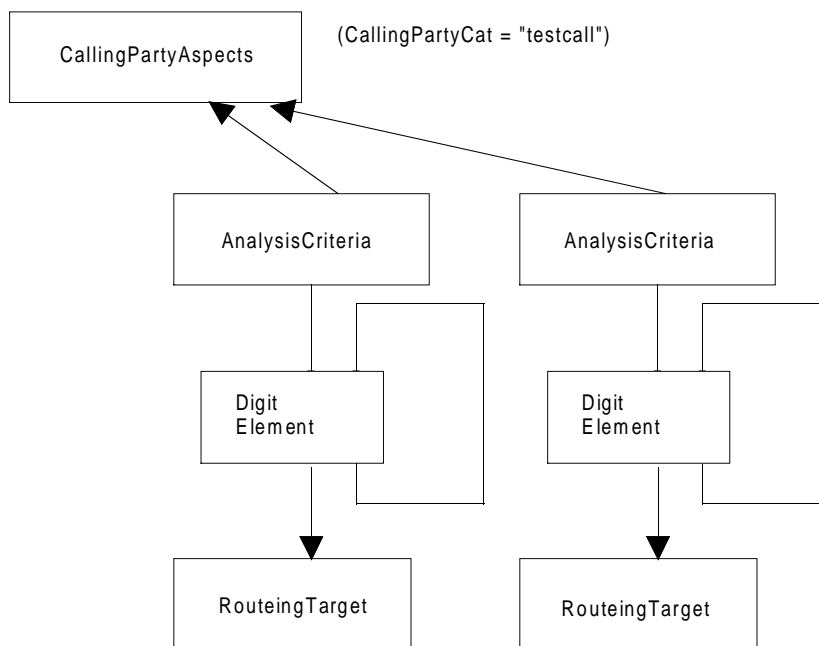 CallingPartyAspects
(CallingPartyCat = "testcall")
AnalysisCriteria
AnalysisCriteria
Digit
Element
Digit
Element
RouteingTarget
RouteingTarget